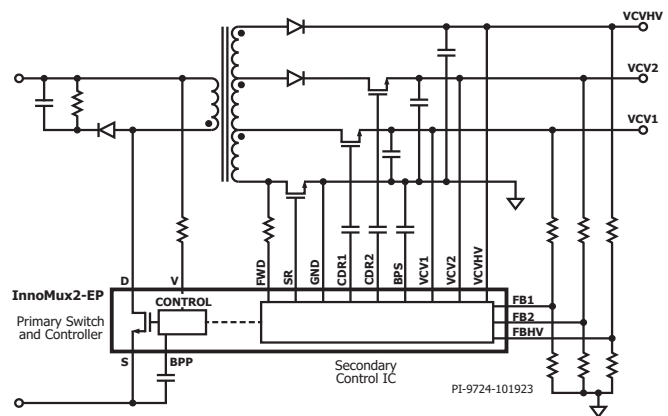 VCVHV
VCV2
VCV1
D
V
FWD
SR
GND
CDR1
CDR2
BPS
VCV1
VCV2
VCVHV
InnoMux2-EP
Primary Switch
and Controller
CONTROL
FB1
FB2
FBHV
S
BPP
Secondary
Control IC
PI-9724-101923